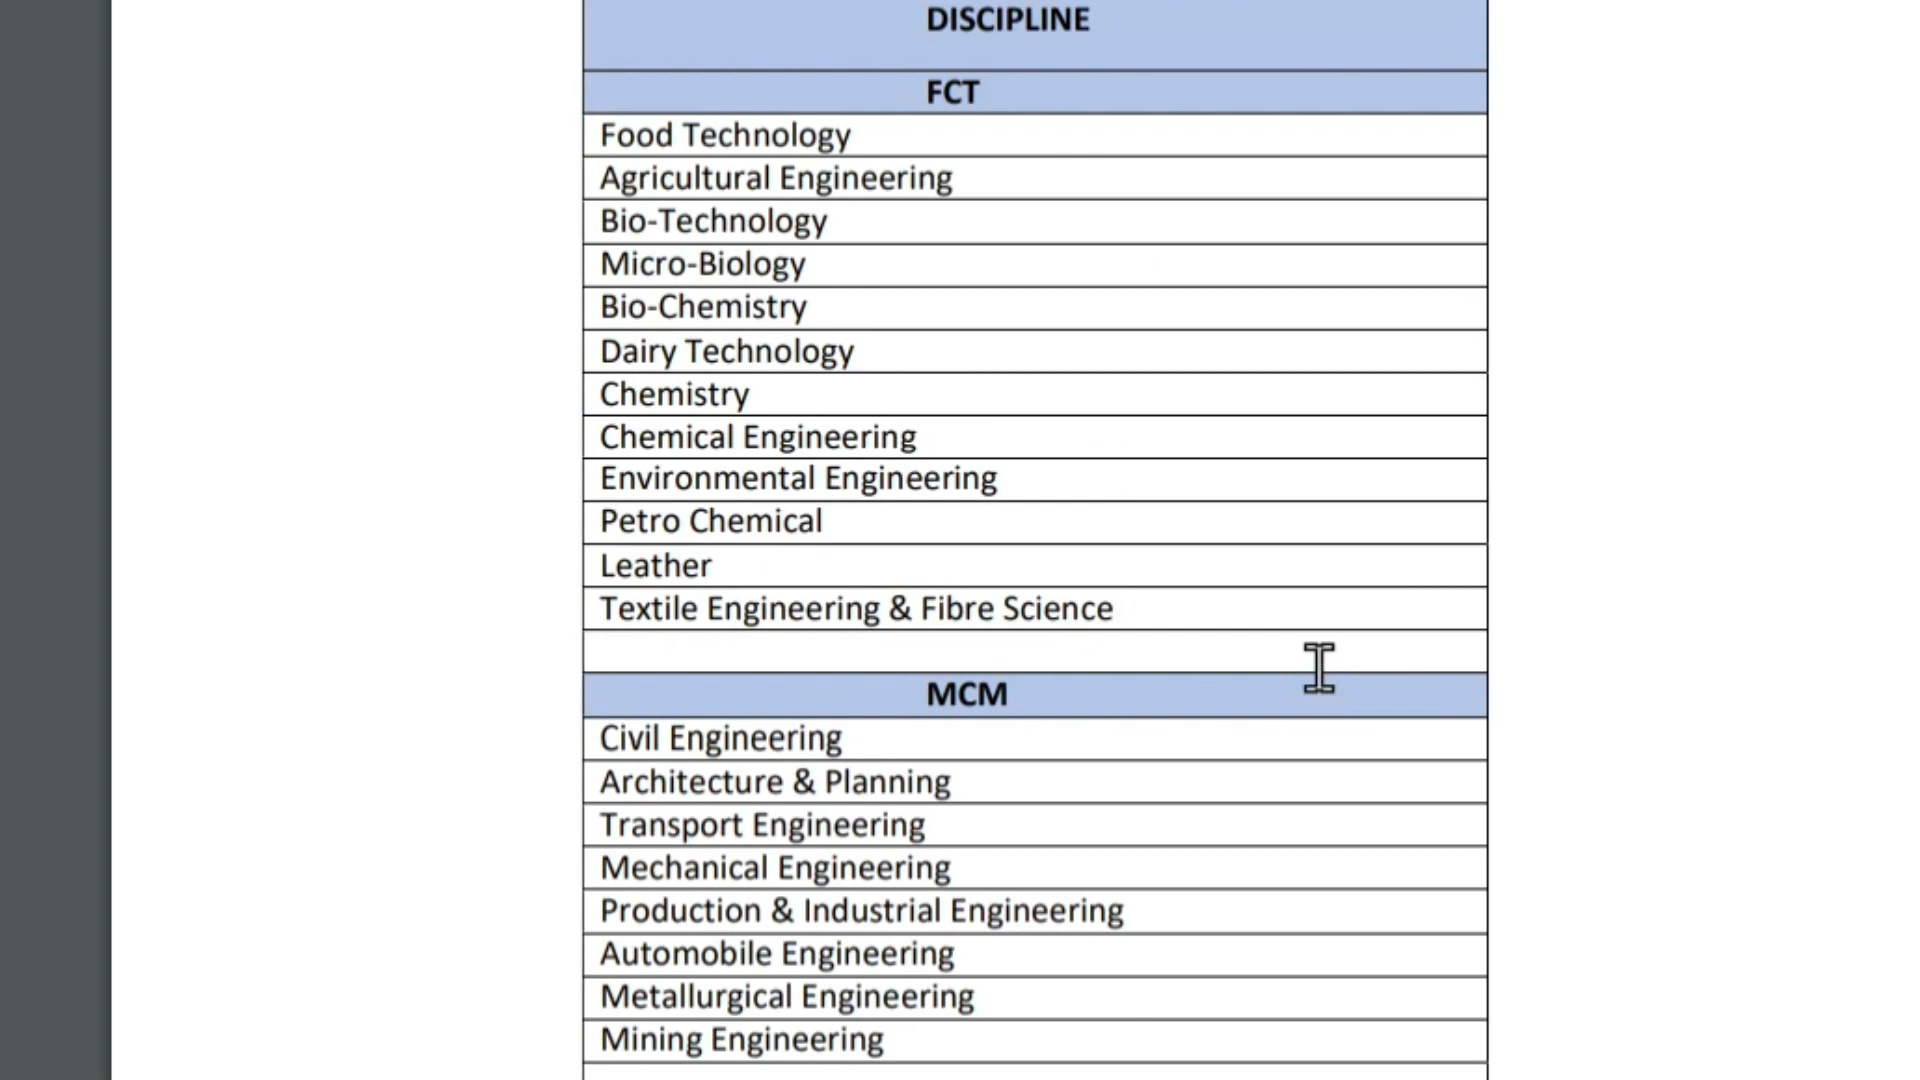 DISCIPLINE
FCT
Food Technology
Agricultural Engineering
Bio-Technology
Micro-Biology
Bio-Chemistry
Dairy Technology
Chemistry
Chemical Engineering
Environmental Engineering
Petro Chemical
Leather
Textile Engineering & Fibre Science
MCM
Civil Engineering
Architecture & Planning
Transport Engineering
Mechanical Engineering
Production & Industrial Engineering
Automobile Engineering
Metallurgical Engineering
Mining Engineering